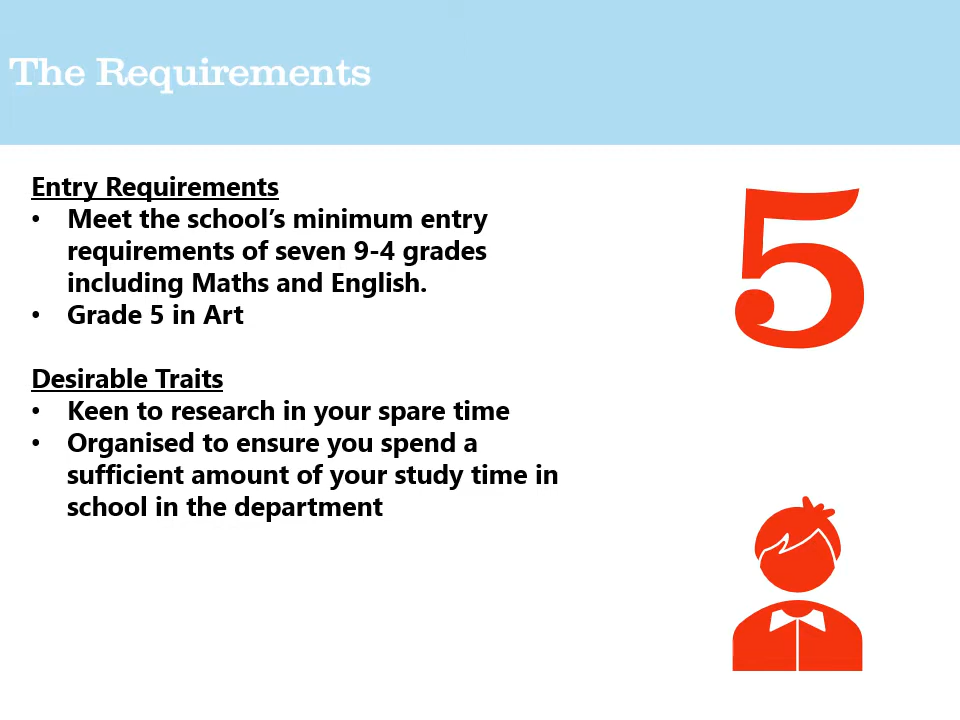 The Requirements
Entry Requirements
• Meet the school’s minimum entry
requirements of seven 9-4 grades
including Maths and English.
• Grade 5 in Art
Desirable Traits
• Keen to research in your spare time
• Organised to ensure you spend a
sufficient amount of your study time in
school in the department
5